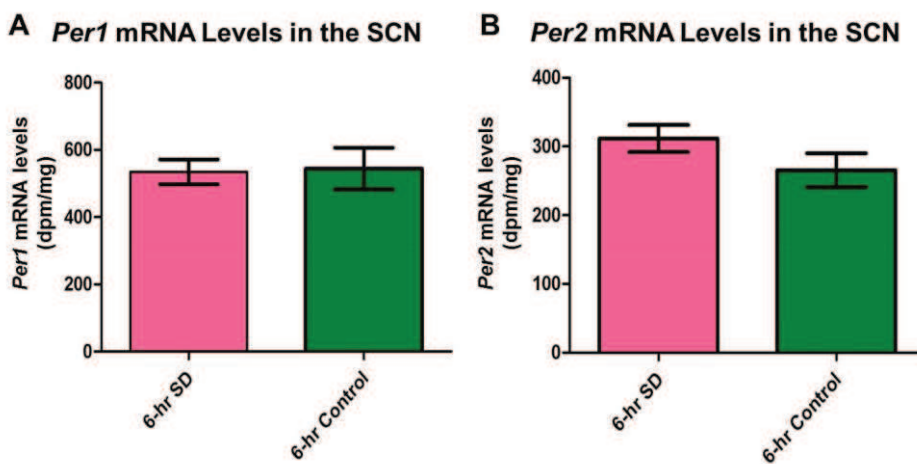 A Per1 mRNA Levels in the SCN
Per1 mRNA levels
(dpm/mg)
800
600
400
200
0
6-hr SD
6-hr Control
B Per2 mRNA Levels in the SCN
Per2 mRNA levels
(dpm/mg)
400
300
200
100
0
6-hr SD
6-hr Control